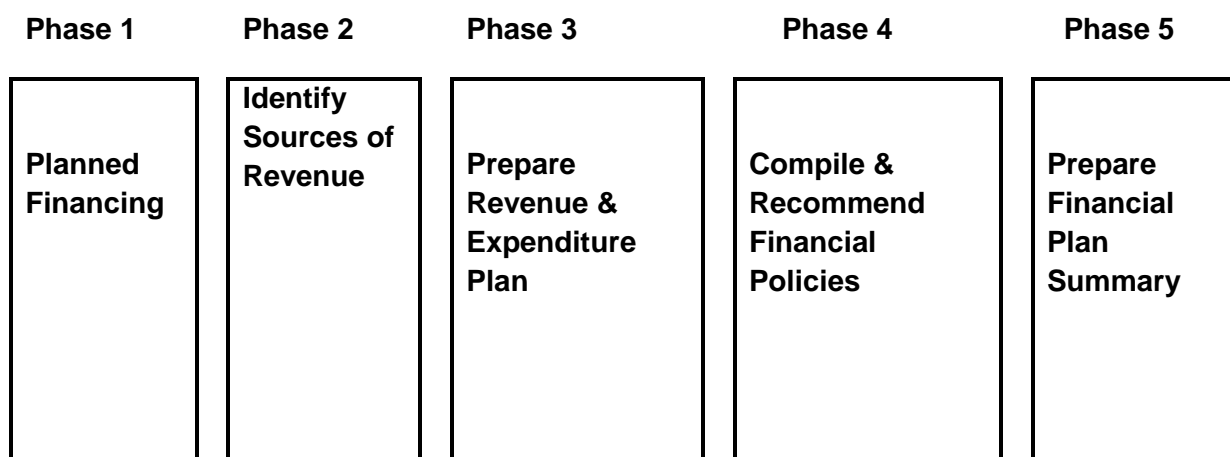 Phase 1 Phase 2 Phase 3 Phase 4 Phase 5
Planned
Financing
Identify
Sources of
Revenue
Prepare
Revenue &
Expenditure
Plan
Compile &
Recommend
Financial
Policies
Prepare
Financial
Plan
Summary